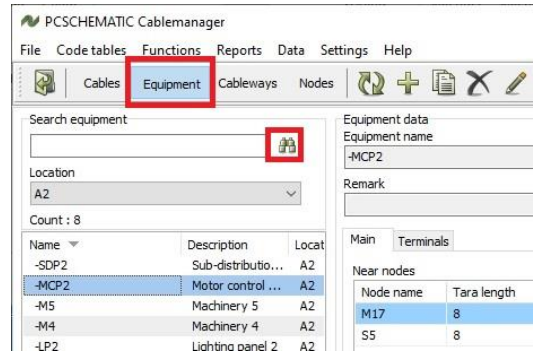 PCSCHEMATIC Cablemanager
File Code tables Functions Reports Data Settings Help
Cables Equipment Cableways Nodes
Search equipment
Location
A2
Count : 8
Name Description Locat
-SDP2 Sub-distributio... A2
-MCP2 Motor control ... A2
-M5 Machinery 5 A2
-M4 Machinery 4 A2
-LP2 Lighting panel 2 A2
Equipment data
Equipment name
-MCP2
Remark
Main Terminals
Near nodes
Node name Tara length
M17 8
S5 8